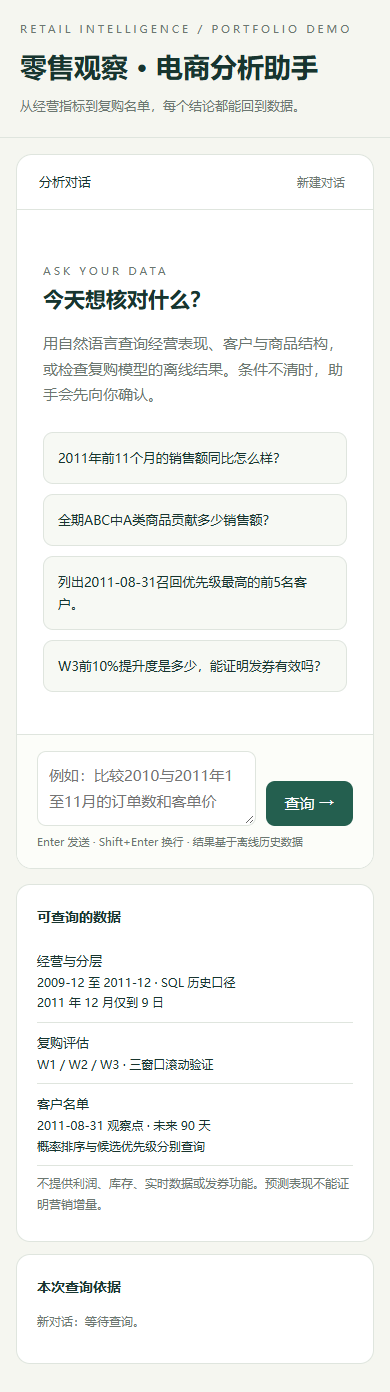 RETAIL INTELLIGENCE / PORTFOLIO DEMO
零售观察 · 电商分析助手
从经营指标到复购名单，每个结论都能回到数据。
分析对话
新建对话
ASK YOUR DATA
今天想核对什么？
用自然语言查询经营表现、客户与商品结构，
或检查复购模型的离线结果。条件不清时，助
手会先向你确认。
2011年前11个月的销售额同比怎么样？
全期ABC中A类商品贡献多少销售额？
列出2011-08-31召回优先级最高的前5名客
户。
W3前10%提升度是多少，能证明发券有效吗？
例如：比较2010与2011年1
至11月的订单数和客单价
查询 →
Enter 发送 · Shift+Enter 换行 · 结果基于离线历史数据
可查询的数据
经营与分层
2009-12 至 2011-12 · SQL 历史口径
2011 年 12 月仅到 9 日
复购评估
W1 / W2 / W3 · 三窗口滚动验证
客户名单
2011-08-31 观察点 · 未来 90 天
概率排序与候选优先级分别查询
不提供利润、库存、实时数据或发券功能。预测表现不能证
明营销增量。
本次查询依据
新对话：等待查询。